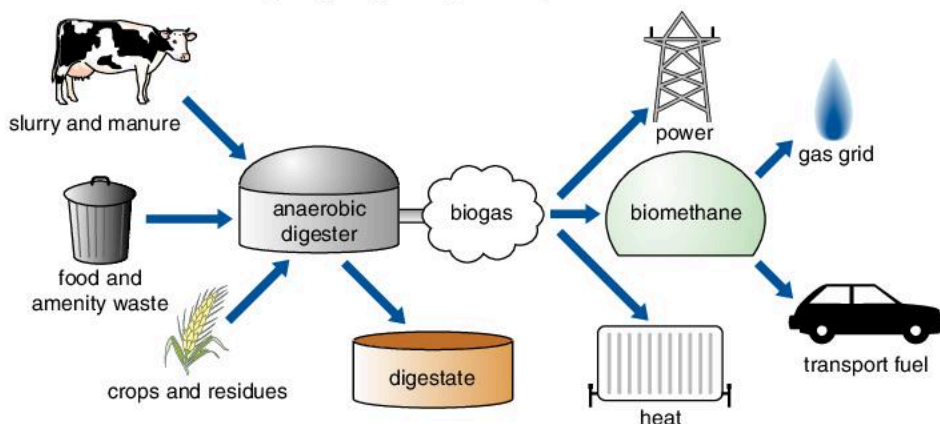 slurry and manure
food and
amenity waste
crops and residues
anaerobic
digester
digestate
biogas
power
biomethane
heat
gas grid
transport fuel